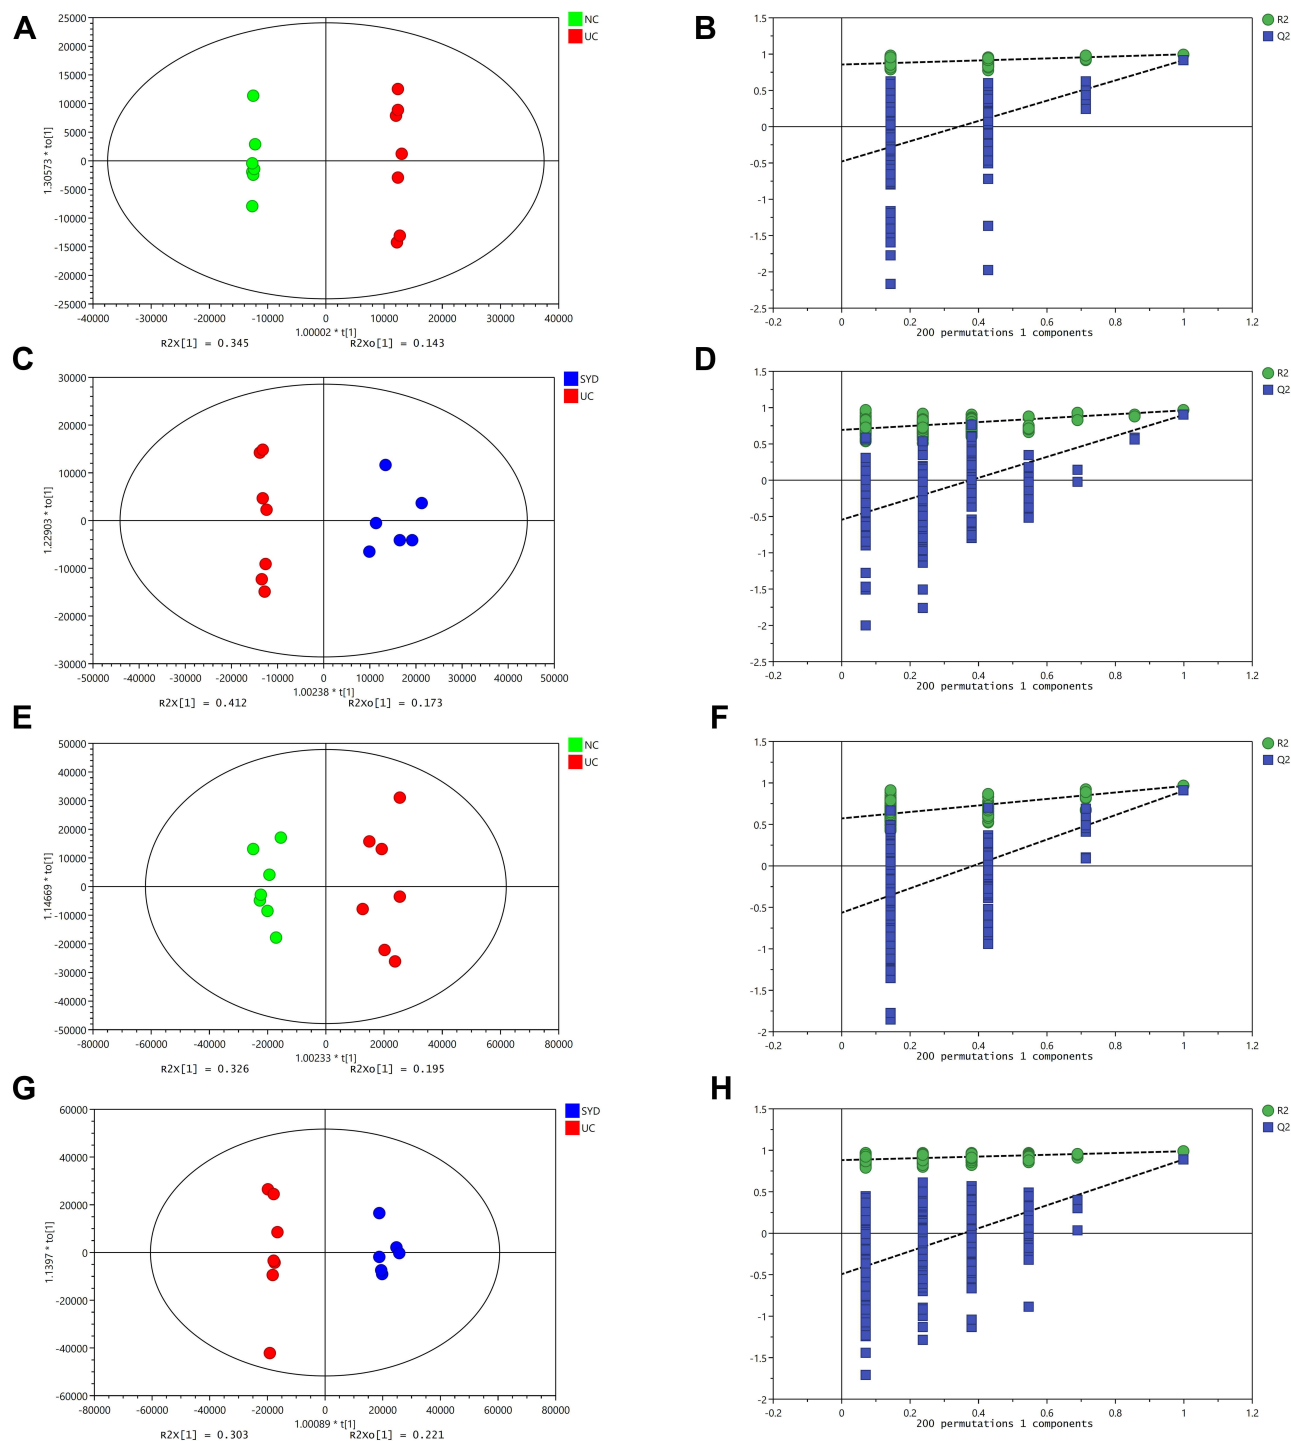 A
NC
UC
25000
20000
15000
10000
5000
0
-5000
-10000
-15000
-20000
-25000
1.30573 * to[1]
-40000 -30000 -20000 -10000 0 10000 20000 30000 40000
1.00002 * t[1]
R2X[1] = 0.345 R2Xo[1] = 0.143
B
R2
Q2
1.5
1
0.5
0
-0.5
-1
-1.5
-2
-2.5
-0.2 0 0.2 0.4 0.6 0.8 1 1.2
200 permutations 1 components
C
SYD
UC
30000
20000
10000
0
-10000
-20000
-30000
1.22903 * to[1]
-50000 -40000 -30000 -20000 -10000 0 10000 20000 30000 40000 50000
1.00238 * t[1]
R2X[1] = 0.412 R2Xo[1] = 0.173
D
R2
Q2
1.5
1
0.5
0
-0.5
-1
-1.5
-2
-2.5
-0.2 0 0.2 0.4 0.6 0.8 1 1.2
200 permutations 1 components
E
NC
UC
50000
40000
30000
20000
10000
0
-10000
-20000
-30000
-40000
-50000
1.14669 * to[1]
-80000 -60000 -40000 -20000 0 20000 40000 60000 80000
1.00233 * t[1]
R2X[1] = 0.326 R2Xo[1] = 0.195
F
R2
Q2
1.5
1
0.5
0
-0.5
-1
-1.5
-2
-0.2 0 0.2 0.4 0.6 0.8 1 1.2
200 permutations 1 components
G
SYD
UC
60000
40000
20000
0
-20000
-40000
-60000
1.1397 * to[1]
-80000 -60000 -40000 -20000 0 20000 40000 60000 80000
1.00089 * t[1]
R2X[1] = 0.303 R2Xo[1] = 0.221
H
R2
Q2
1.5
1
0.5
0
-0.5
-1
-1.5
-2
-0.2 0 0.2 0.4 0.6 0.8 1 1.2
200 permutations 1 components